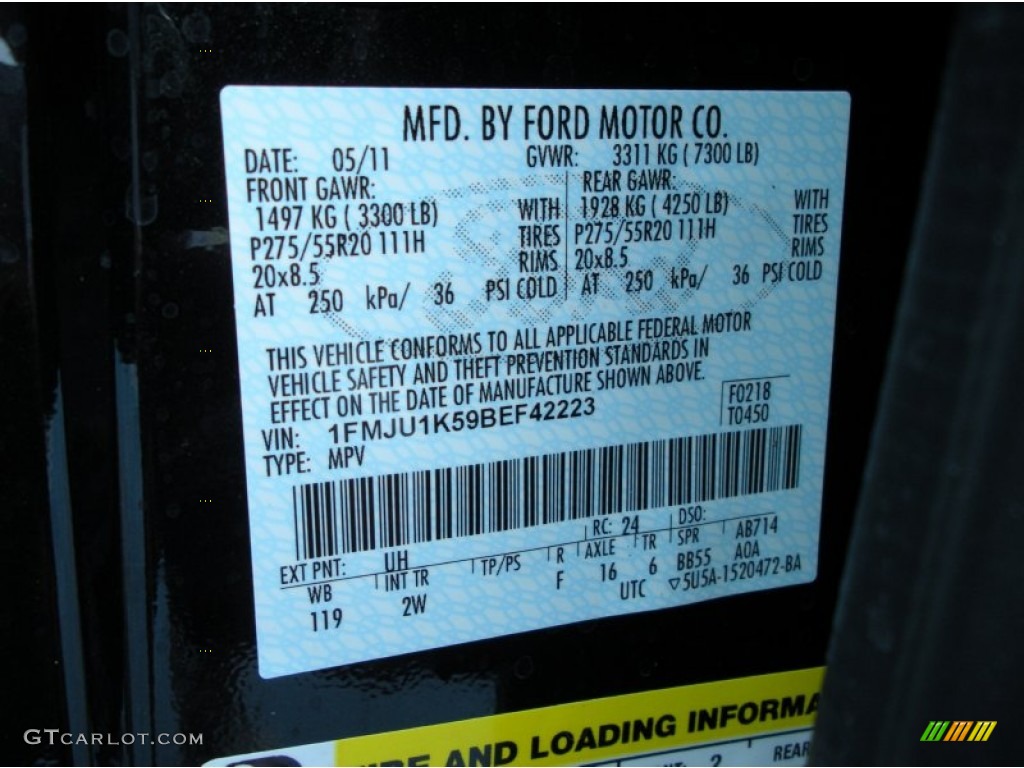 MFD. BY FORD MOTOR CO.
DATE: 05/11 GVWR: 3311 KG ( 7300 LB)
FRONT GAWR: REAR GAWR:
1497 KG ( 3300 LB) WITH 1928 KG ( 4250 LB) WITH
P275/55R20 111H TIRES P275/55R20 111H TIRES
20x8.5 RIMS 20x8.5 RIMS
AT 250 kPa/ 36 PSI COLD AT 250 kPa/ 36 PSI COLD
THIS VEHICLE CONFORMS TO ALL APPLICABLE FEDERAL MOTOR
VEHICLE SAFETY AND THEFT PREVENTION STANDARDS IN
EFFECT ON THE DATE OF MANUFACTURE SHOWN ABOVE.
F0218
VIN: 1FMJU1K59BEF42223 T0450
TYPE: MPV
EXT PNT: UH RC: 24 DSO:
WB INT TR TP/PS R AXLE TR SPR AB714
119 2W F 16 6 BB55 A0A
UTC ▽5U5A-1520472-BA
AND LOADING INFORMA
2 REAR
GTCARLOT.COM